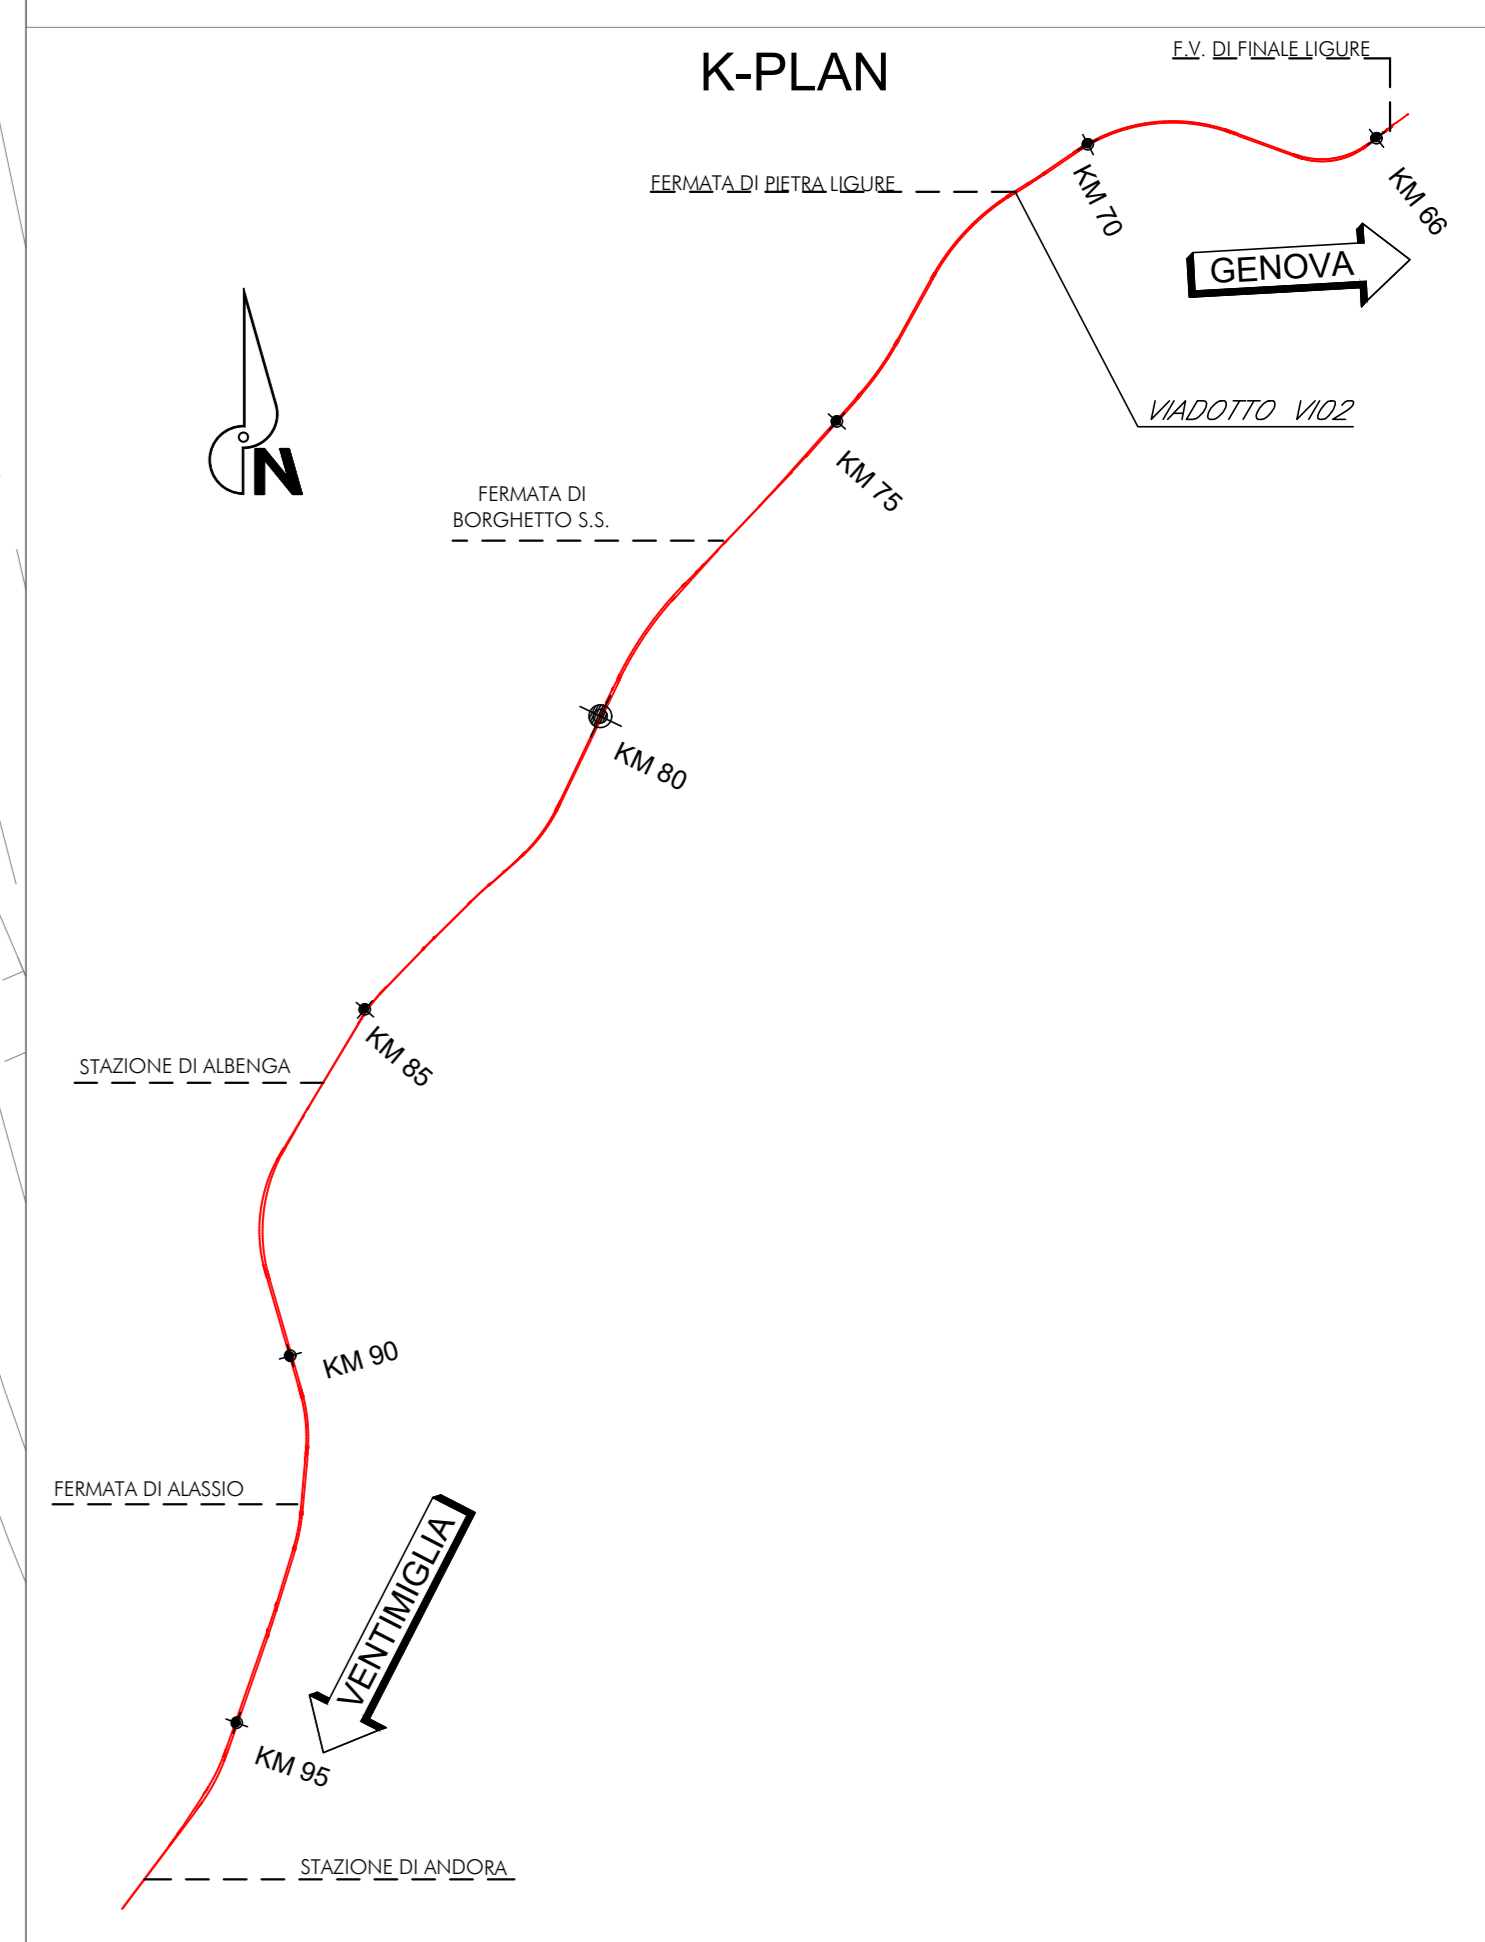 K-PLAN
F.V. DI FINALE LIGURE
FERMATA DI PIETRA LIGURE
KM 70
KM 66
GENOVA
VIADOTTO VI02
N
KM 75
FERMATA DI
BORGHETTO S.S.
KM 80
KM 85
STAZIONE DI ALBENGA
KM 90
FERMATA DI ALASSIO
VENTIMIGLIA
KM 95
STAZIONE DI ANDORA